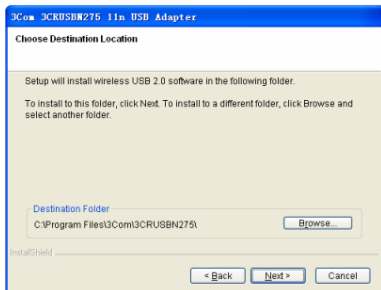 3Com 3CRUSBN275 11n USB Adapter
Choose Destination Location
Setup will install wireless USB 2.0 software in the following folder.
To install to this folder, click Next. To install to a different folder, click Browse and
select another folder.
Destination Folder
C:\Program Files\3Com\3CRUSBN275\
Browse...
InstallShield
< Back
Next >
Cancel